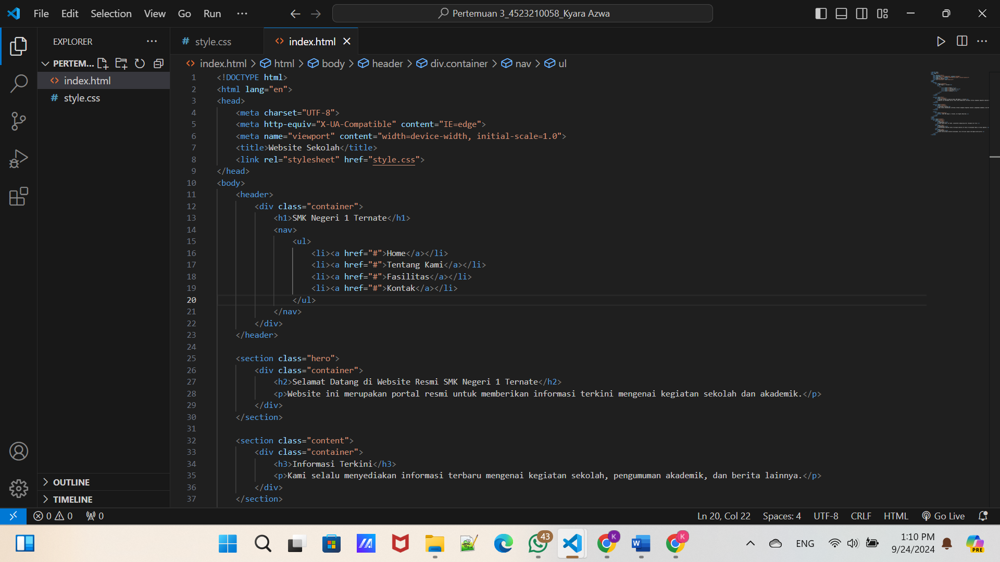 File Edit Selection View Go Run ··· Pertemuan 3_4523210058_Kyara Azwa
EXPLORER
PERTEM...
index.html
# style.css
OUTLINE
TIMELINE
# style.css
index.html
index.html > html > body > header > div.container > nav > ul
1 <!DOCTYPE html>
2 <html lang="en">
3 <head>
4 <meta charset="UTF-8">
5 <meta http-equiv="X-UA-Compatible" content="IE=edge">
6 <meta name="viewport" content="width=device-width, initial-scale=1.0">
7 <title>Website Sekolah</title>
8 <link rel="stylesheet" href="style.css">
9 </head>
10 <body>
11 <header>
12 <div class="container">
13 <h1>SMK Negeri 1 Ternate</h1>
14 <nav>
15 <ul>
16 <li><a href="#">Home</a></li>
17 <li><a href="#">Tentang Kami</a></li>
18 <li><a href="#">Fasilitas</a></li>
19 <li><a href="#">Kontak</a></li>
20 </ul>
21 </nav>
22 </div>
23 </header>
24
25 <section class="hero">
26 <div class="container">
27 <h2>Selamat Datang di Website Resmi SMK Negeri 1 Ternate</h2>
28 <p>Website ini merupakan portal resmi untuk memberikan informasi terkini mengenai kegiatan sekolah dan akademik.</p>
29 </div>
30 </section>
31
32 <section class="content">
33 <div class="container">
34 <h3>Informasi Terkini</h3>
35 <p>Kami selalu menyediakan informasi terbaru mengenai kegiatan sekolah, pengumuman akademik, dan berita lainnya.</p>
36 </div>
37 </section>
0 0 0 Ln 20, Col 22 Spaces: 4 UTF-8 CRLF HTML Go Live
43 K W K ENG 1:10 PM
9/24/2024 PRE